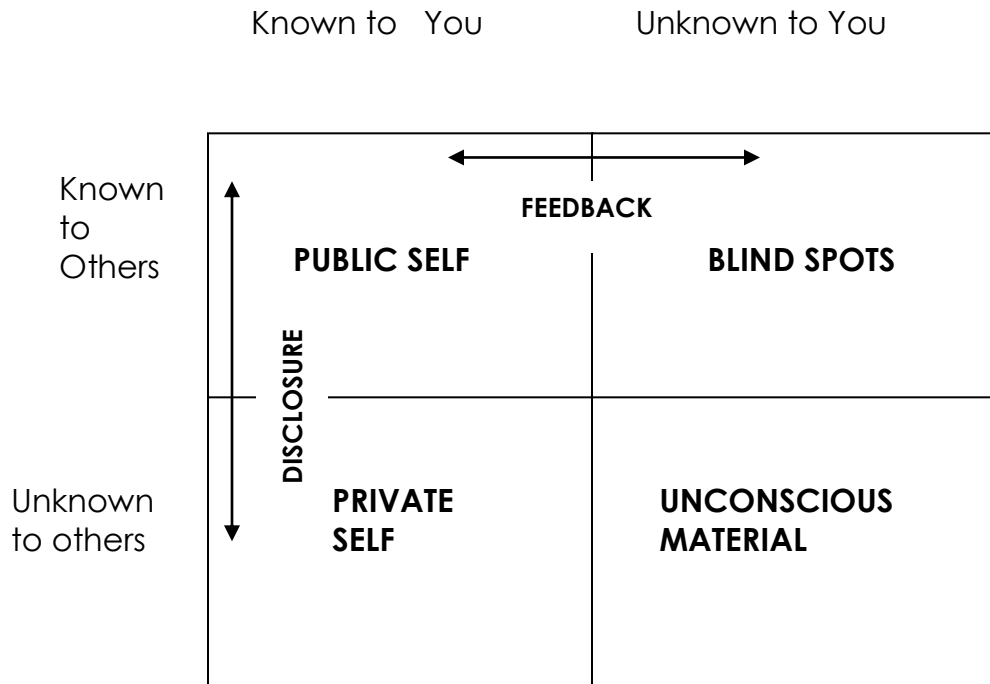 Known to You
Unknown to You
Known
to
Others
FEEDBACK
PUBLIC SELF
BLIND SPOTS
DISCLOSURE
Unknown
to others
PRIVATE
SELF
UNCONSCIOUS
MATERIAL